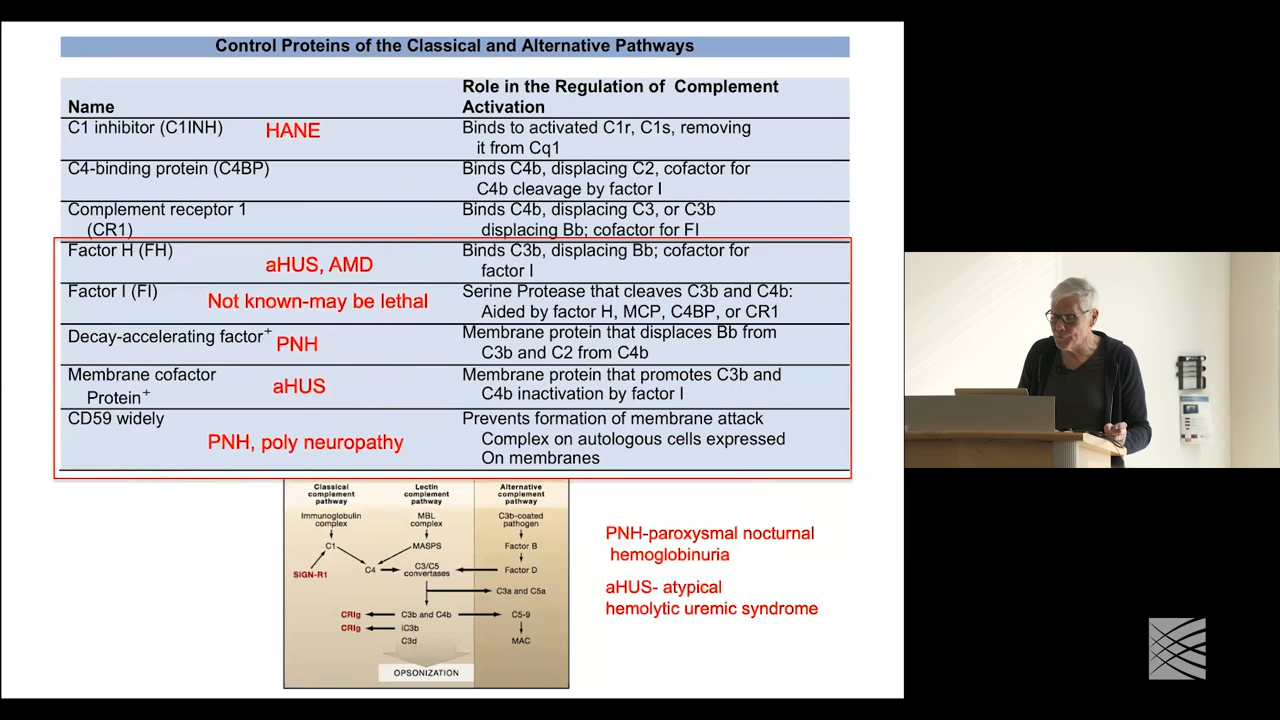 Control Proteins of the Classical and Alternative Pathways
Name
Role in the Regulation of Complement
Activation
C1 inhibitor (C1INH)
HANE
Binds to activated C1r, C1s, removing
it from Cq1
C4-binding protein (C4BP)
Binds C4b, displacing C2, cofactor for
C4b cleavage by factor I
Complement receptor 1
(CR1)
Binds C4b, displacing C3, or C3b
displacing Bb; cofactor for FI
Factor H (FH)
aHUS, AMD
Binds C3b, displacing Bb; cofactor for
factor I
Factor I (FI)
Not known-may be lethal
Serine Protease that cleaves C3b and C4b:
Aided by factor H, MCP, C4BP, or CR1
Decay-accelerating factor+
PNH
Membrane protein that displaces Bb from
C3b and C2 from C4b
Membrane cofactor
Protein+
aHUS
Membrane protein that promotes C3b and
C4b inactivation by factor I
CD59 widely
PNH, poly neuropathy
Prevents formation of membrane attack
Complex on autologous cells expressed
On membranes
Classical
complement
pathway
Lectin
complement
pathway
Alternative
complement
pathway
Immunoglobulin
complex
MBL
complex
C3b-coated
pathogen
C1
MASPS
Factor B
SIGN-R1
C4
C3/C5
convertases
Factor D
C3a and C5a
CRIg
C3b and C4b
C5-9
CRIg
iC3b
C3d
MAC
OPSONIZATION
PNH-paroxysmal nocturnal
hemoglobinuria
aHUS- atypical
hemolytic uremic syndrome